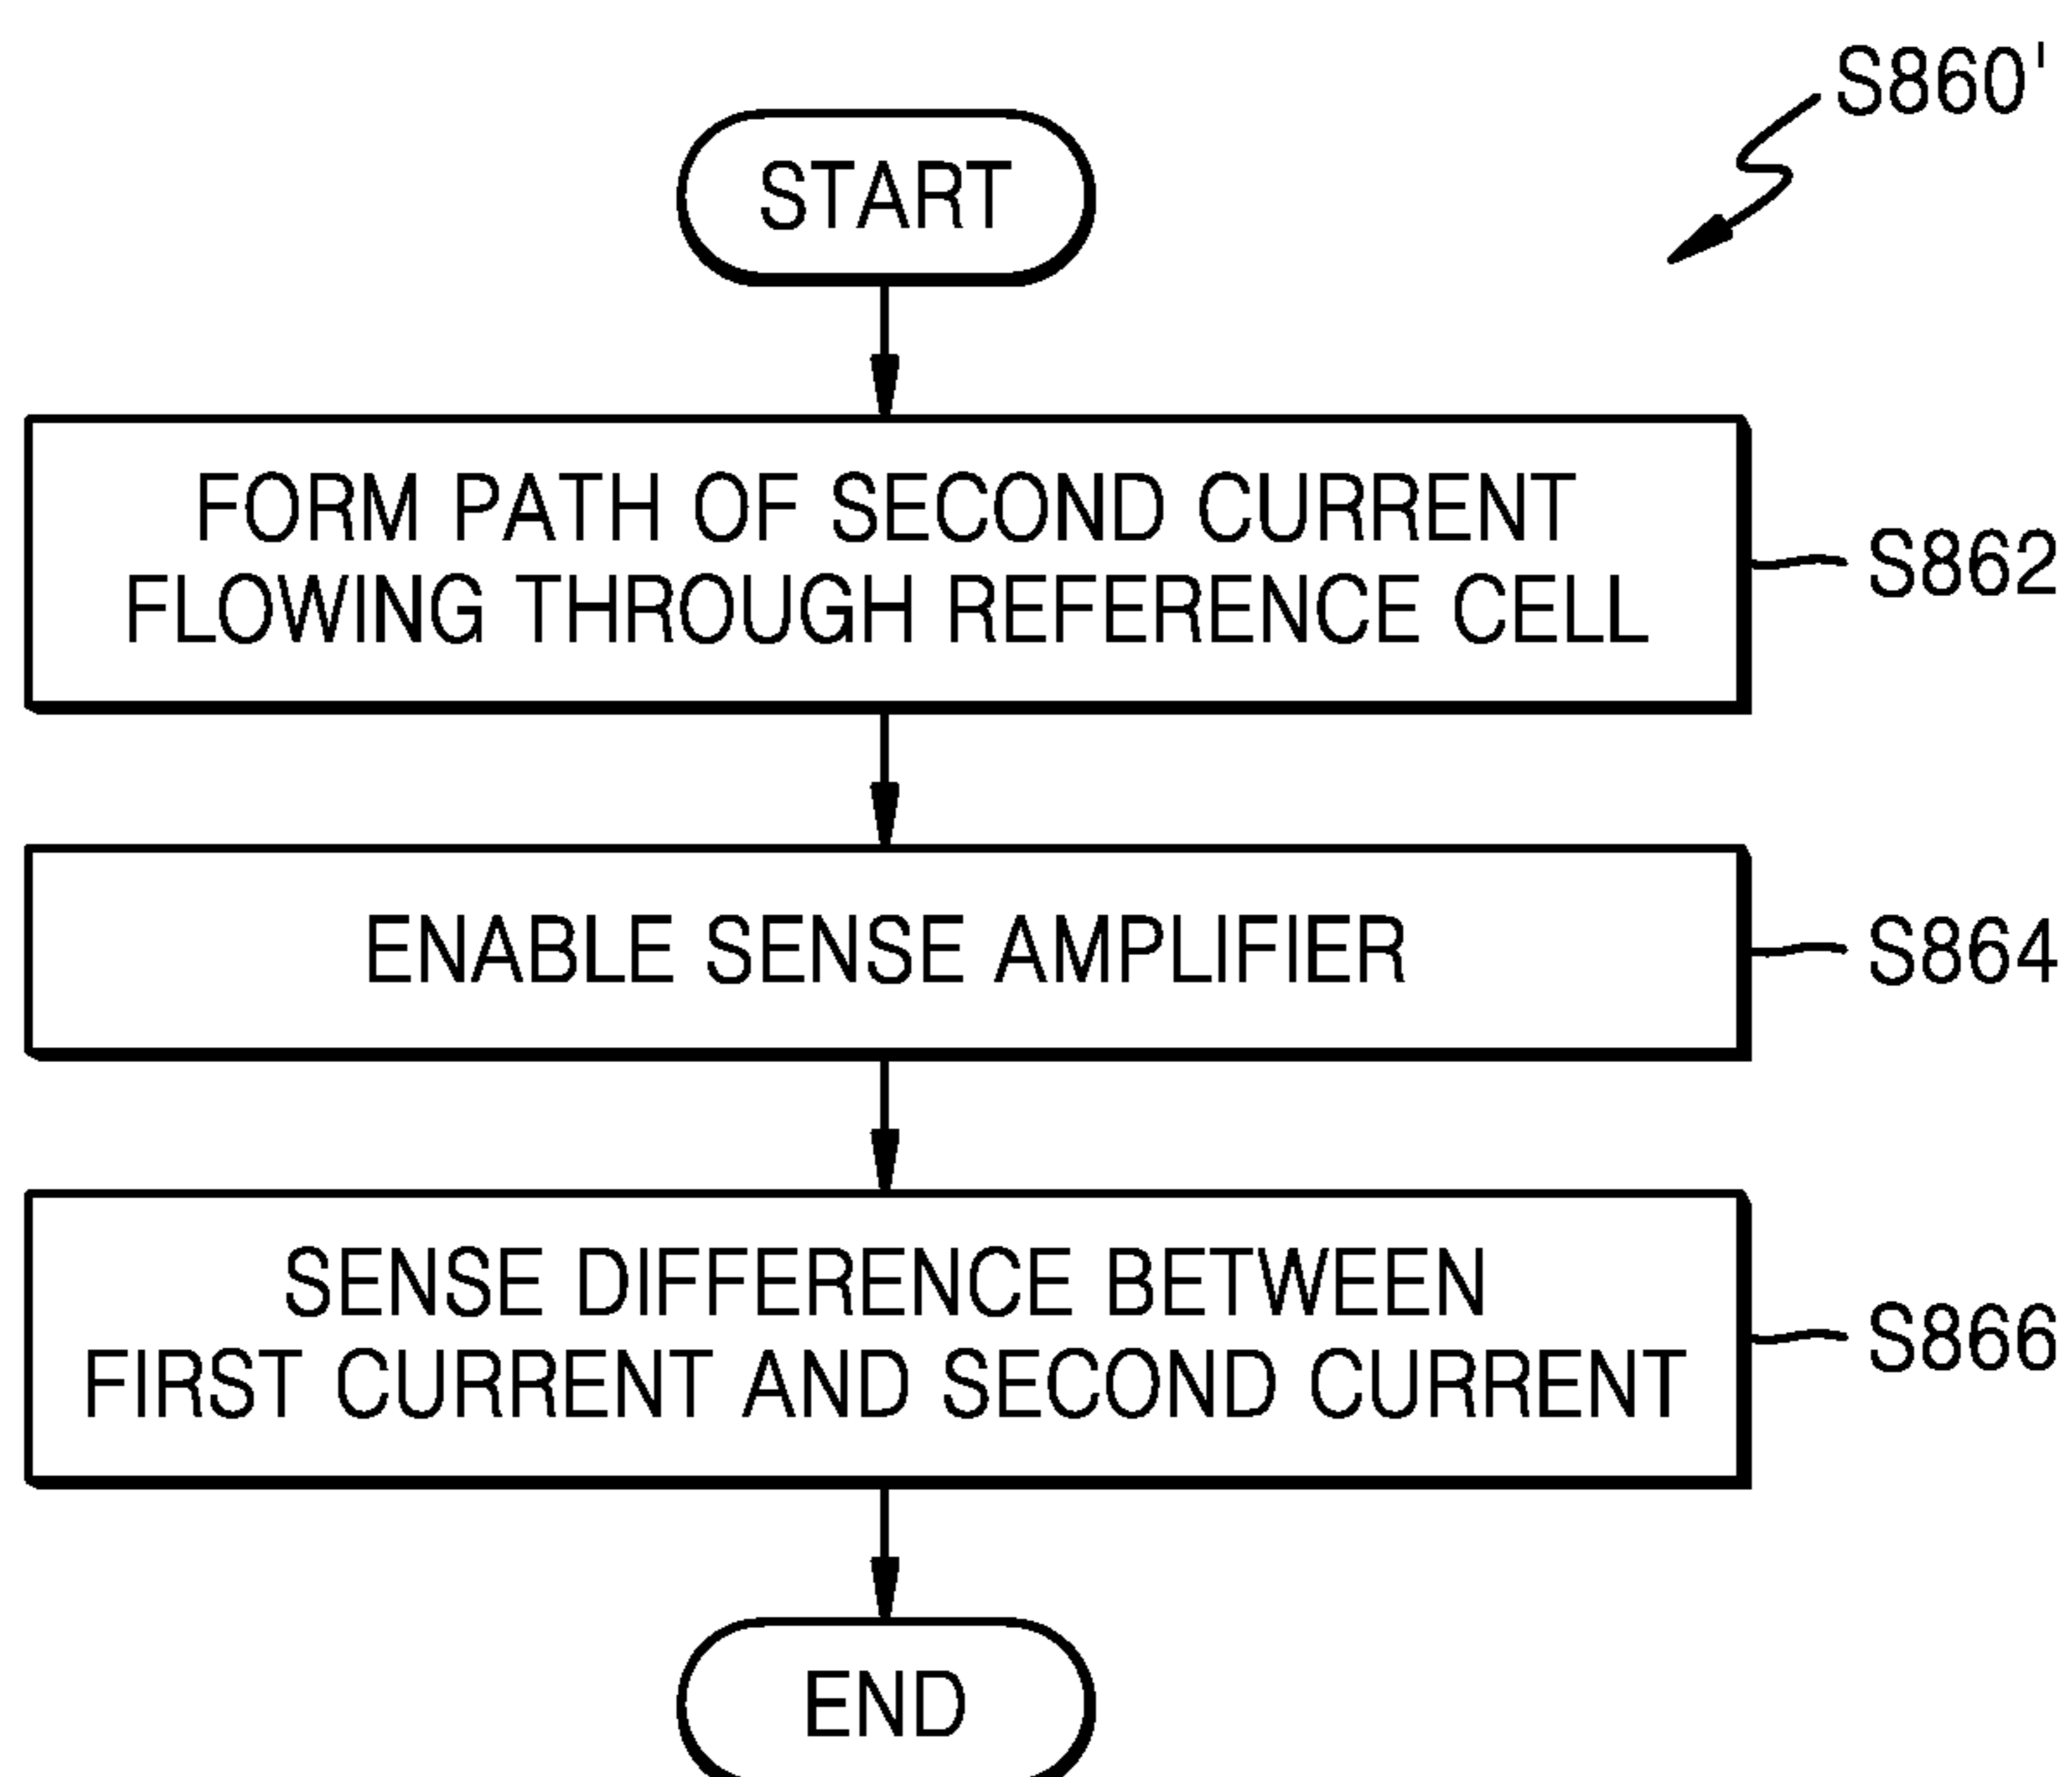 S860'
START
FORM PATH OF SECOND CURRENT
FLOWING THROUGH REFERENCE CELL
S862
ENABLE SENSE AMPLIFIER
S864
SENSE DIFFERENCE BETWEEN
FIRST CURRENT AND SECOND CURRENT
S866
END